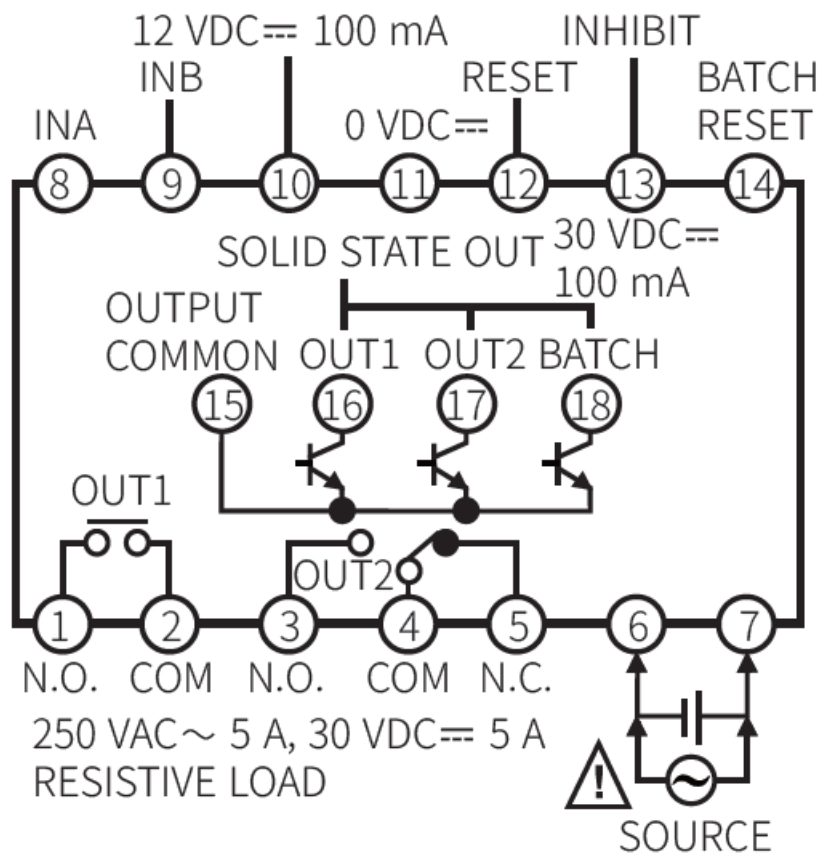 12 VDC⎓ 100 mA
INHIBIT
INB
RESET
BATCH
INA
0 VDC⎓
RESET
8 9 10 11 12 13 14
SOLID STATE OUT
30 VDC⎓
100 mA
OUTPUT
COMMON
OUT1
OUT2
BATCH
15 16 17 18
OUT1
OUT2
1 2 3 4 5 6 7
N.O. COM N.O. COM N.C.
250 VAC～ 5 A, 30 VDC⎓ 5 A
RESISTIVE LOAD
!
SOURCE